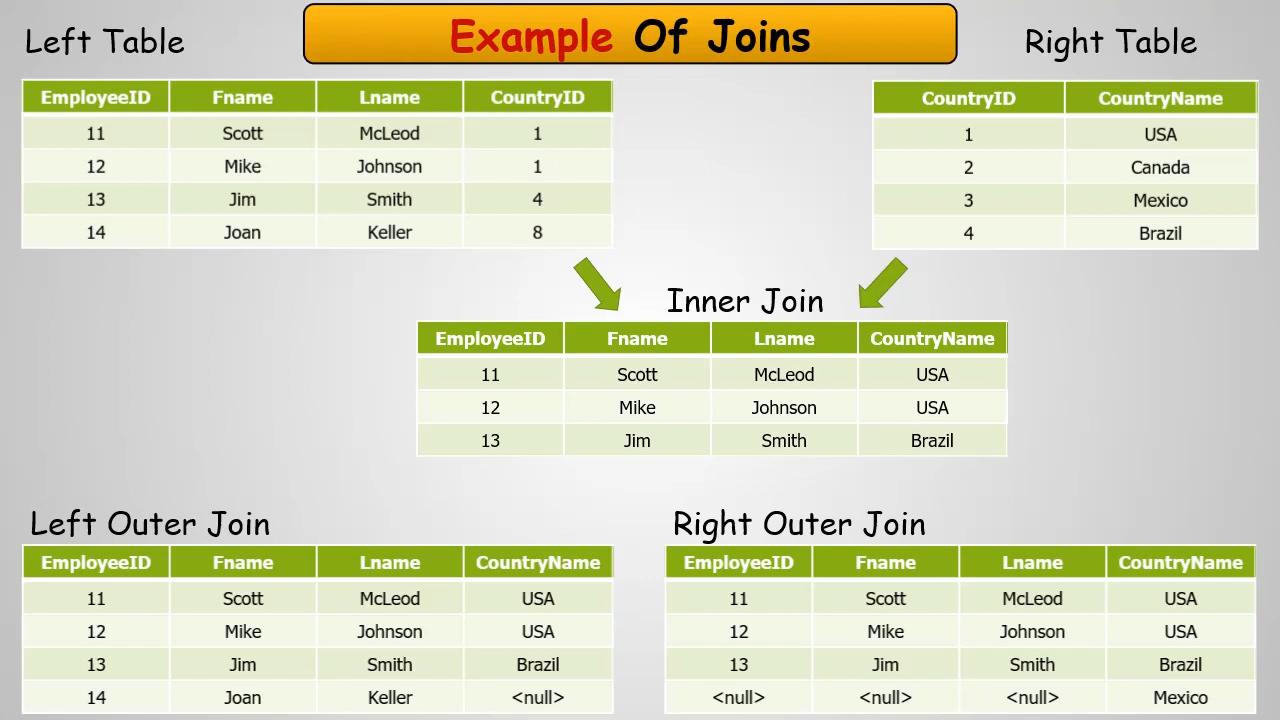 Example Of Joins
Left Table
Right Table
EmployeeID Fname Lname CountryID
11 Scott McLeod 1
12 Mike Johnson 1
13 Jim Smith 4
14 Joan Keller 8
CountryID CountryName
1 USA
2 Canada
3 Mexico
4 Brazil
Inner Join
EmployeeID Fname Lname CountryName
11 Scott McLeod USA
12 Mike Johnson USA
13 Jim Smith Brazil
Left Outer Join
EmployeeID Fname Lname CountryName
11 Scott McLeod USA
12 Mike Johnson USA
13 Jim Smith Brazil
14 Joan Keller <null>
Right Outer Join
EmployeeID Fname Lname CountryName
11 Scott McLeod USA
12 Mike Johnson USA
13 Jim Smith Brazil
<null> <null> <null> Mexico